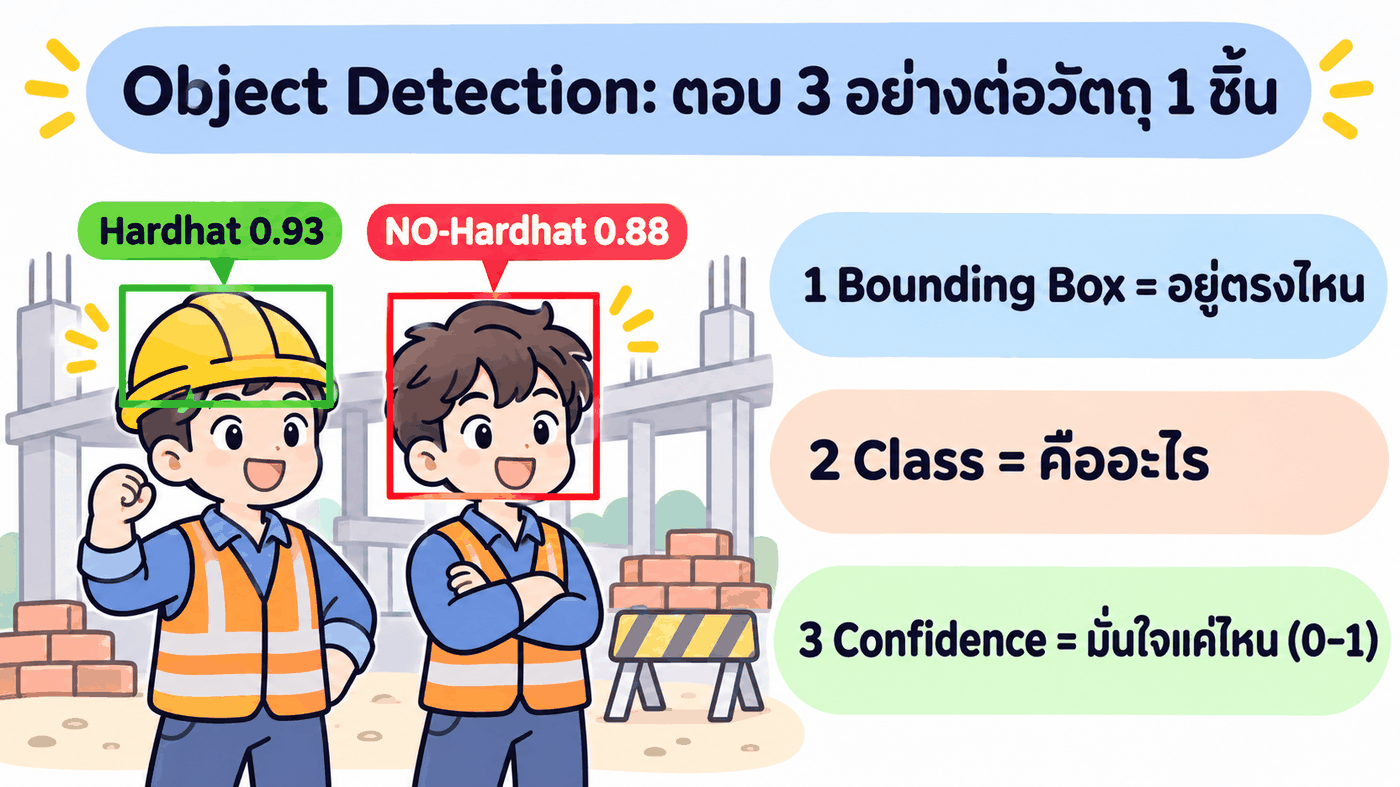 Object Detection: ตอบ 3 อย่างต่อวัตถุ 1 ชิ้น
Hardhat 0.93
NO-Hardhat 0.88
1 Bounding Box = อยู่ตรงไหน
2 Class = คืออะไร
3 Confidence = มั่นใจแค่ไหน (0-1)